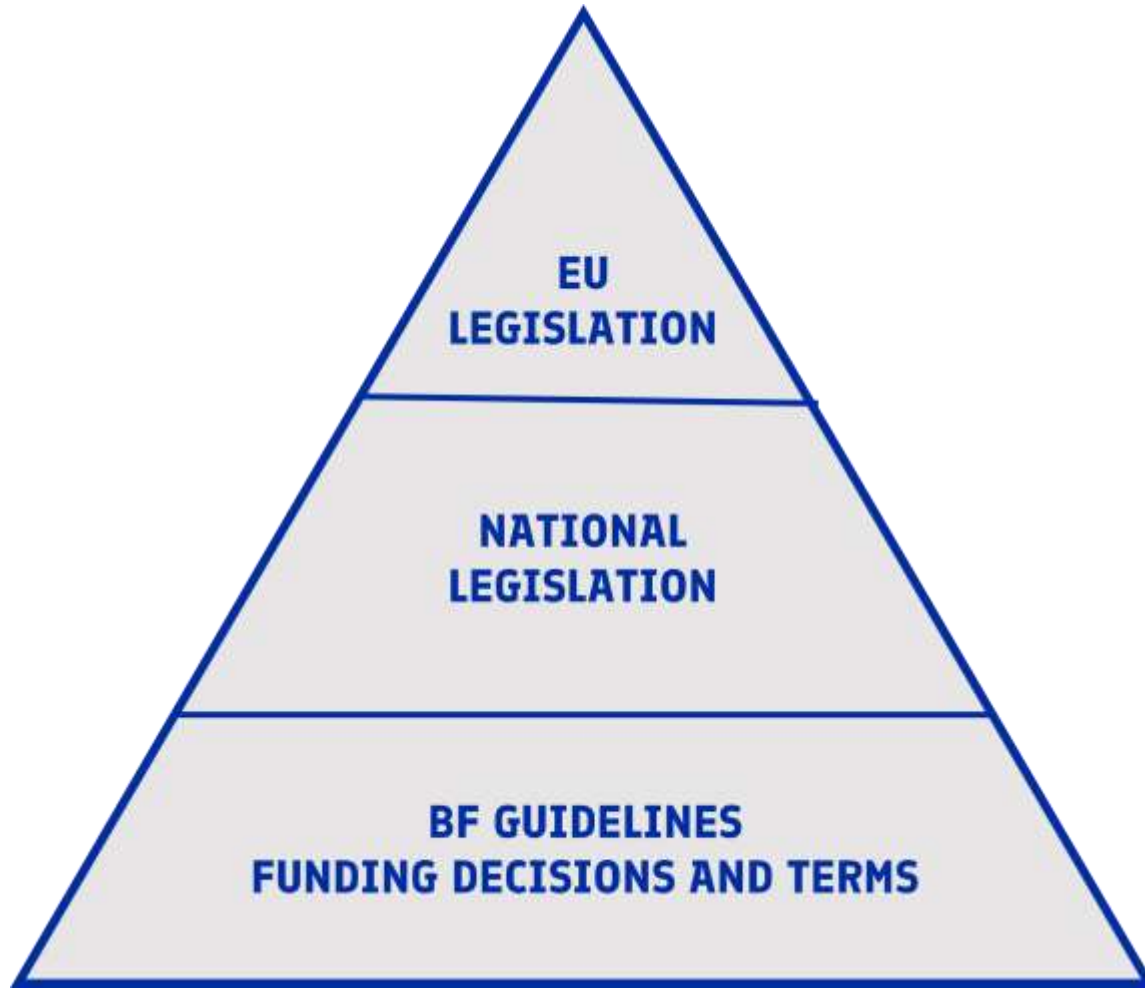 EU
LEGISLATION
NATIONAL
LEGISLATION
BF GUIDELINES
FUNDING DECISIONS AND TERMS